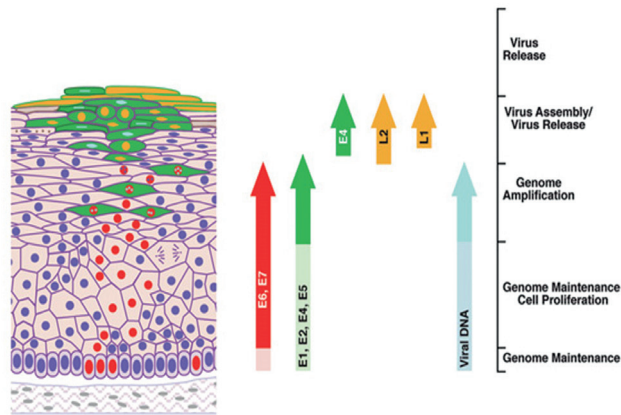 Virus
Release
Virus Assembly/
Virus Release
E4
L2
L1
Genome
Amplification
E6, E7
E1, E2, E4, E5
Viral DNA
Genome Maintenance
Cell Proliferation
Genome Maintenance